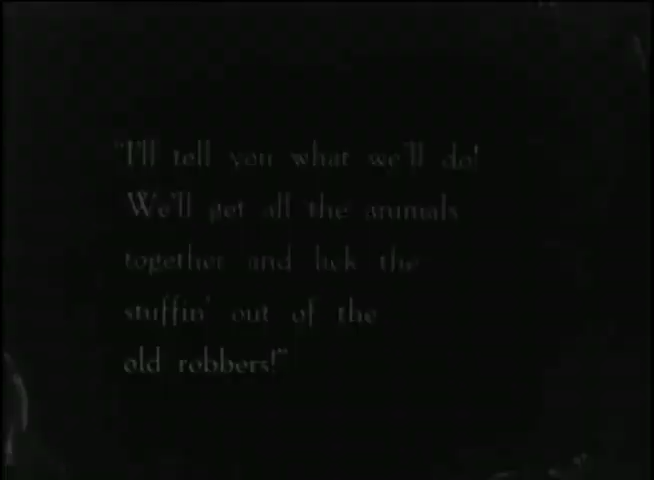 "I'll tell you what we'll do!
We'll get all the animals
together and lick the
stuffin' out of the
old robbers!"